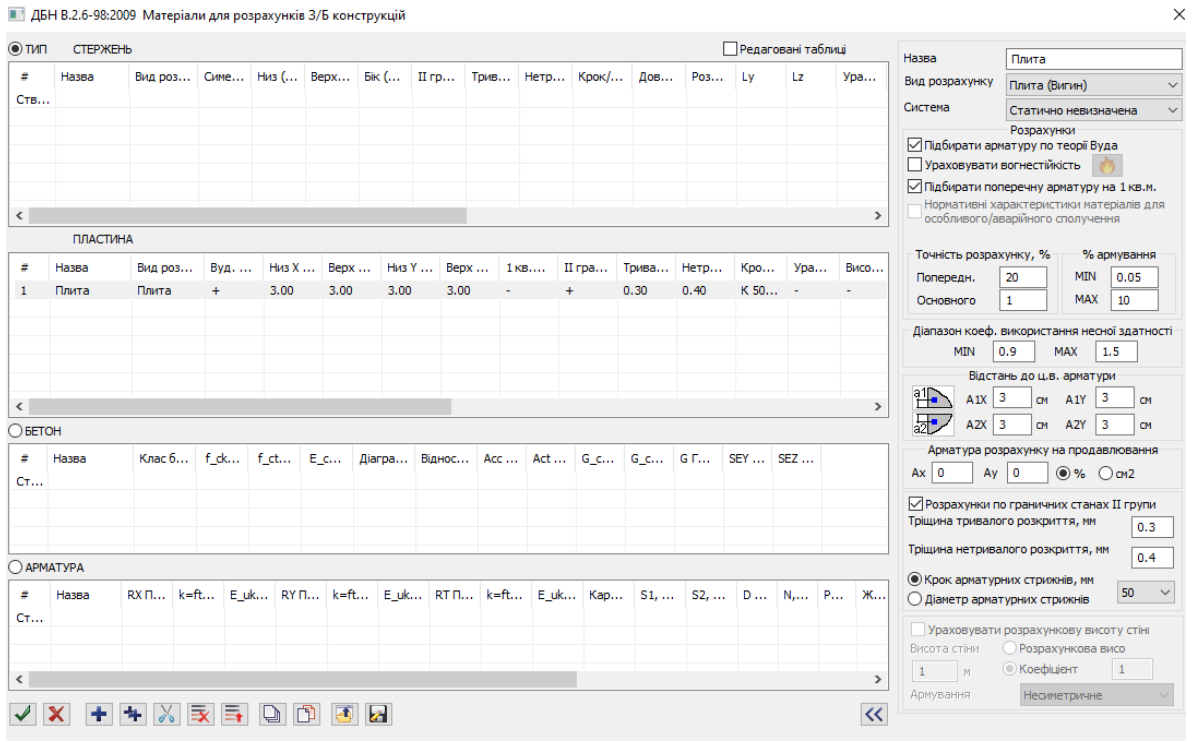 ДБН В.2.6-98:2009 Матеріали для розрахунків З/Б конструкцій
ТИП СТЕРЖЕНЬ Редаговані таблиці
# Назва Вид роз... Симе... Низ (... Верх... Бік (... II гр... Трив... Нетр... Крок/... Дов... Роз... Ly Lz Ура...
Ств...
ПЛАСТИНА
# Назва Вид роз... Вуд. ... Низ X ... Верх ... Низ Y ... Верх ... 1 кв.... II гра... Трива... Нетр... Кро... Ура... Висо...
1 Плита Плита + 3.00 3.00 3.00 3.00 - + 0.30 0.40 К 50... - -
БЕТОН
# Назва Клас б... f_ck... f_ct... E_c... Діагра... Віднос... Acc ... Act ... G_c... G_c... G Г... SEY ... SEZ ...
Ст...
АРМАТУРА
# Назва RX П... k=ft... E_uk... RY П... k=ft... E_uk... RT П... k=ft... E_uk... Кар... S1, ... S2, ... D ... N,... Р... Ж...
Ст...
Назва Плита
Вид розрахунку Плита (Вигин)
Система Статично невизначена
Розрахунки
Підбирати арматуру по теорії Вуда
Ураховувати вогнестійкість
Підбирати поперечну арматуру на 1 кв.м.
Нормативні характеристики матеріалів для
особливого/аварійного сполучення
Точність розрахунку, % % армування
Попередн. 20 MIN 0.05
Основного 1 MAX 10
Діапазон коеф. використання несної здатності
MIN 0.9 MAX 1.5
Відстань до ц.в. арматури
a1 A1X 3 см A1Y 3 см
a2 A2X 3 см A2Y 3 см
Арматура розрахунку на продавлювання
Ax 0 Ay 0 % см2
Розрахунки по граничних станах II групи
Тріщина тривалого розкриття, мм 0.3
Тріщина нетривалого розкриття, мм 0.4
Крок арматурних стрижнів, мм
Діаметр арматурних стрижнів 50
Ураховувати розрахункову висоту стіні
Висота стіни Розрахункова висо
1 м Коефіцієнт 1
Армування Несиметричне